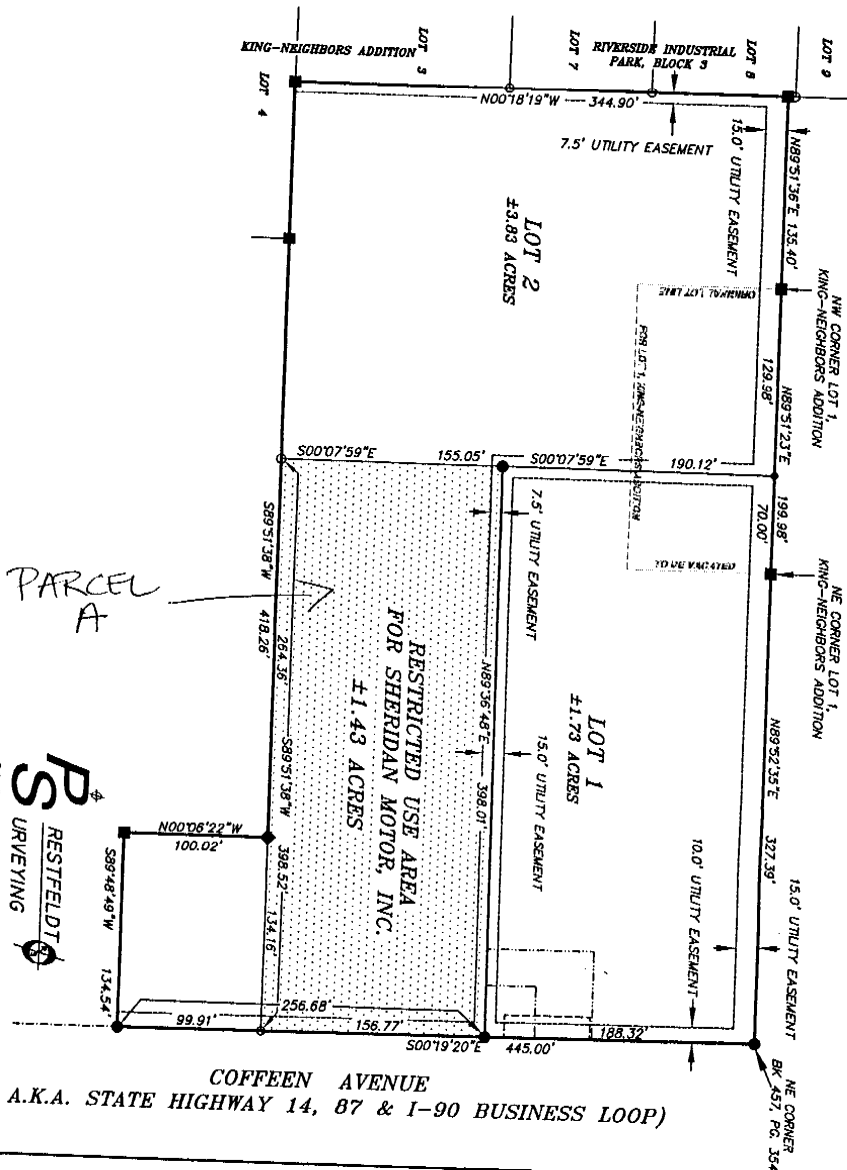 LOT 9
LOT 8
RIVERSIDE INDUSTRIAL
PARK, BLOCK 3
LOT 7
LOT 3
KING-NEIGHBORS ADDITION
LOT 4
N00°18'19"W
344.90'
7.5' UTILITY EASEMENT
15.0' UTILITY EASEMENT
N89°51'36"E 135.40'
NW CORNER LOT 1,
KING-NEIGHBORS ADDITION
N89°51'23"E
199.98'
129.98'
70.00'
NE CORNER LOT 1,
KING-NEIGHBORS ADDITION
N89°52'35"E
327.39'
15.0' UTILITY EASEMENT
NE CORNER
BK 457, PG. 354
LOT 2
±3.83 ACRES
ORIGINAL LOT LINE
FOR LOT 1, KING-NEIGHBORS ADDITION
TO BE VACATED
S00°07'59"E
155.05'
S00°07'59"E
190.12'
7.5' UTILITY EASEMENT
N89°36'48"E
398.01'
15.0' UTILITY EASEMENT
LOT 1
±1.73 ACRES
10.0' UTILITY EASEMENT
PARCEL
A
RESTRICTED USE AREA
FOR SHERIDAN MOTOR, INC.
±1.43 ACRES
S89°51'38"W
418.26'
264.36'
S89°51'38"W
398.52'
134.16'
N00°06'22"W
100.02'
S89°48'49"W
134.54'
256.68'
99.91'
156.77'
S00°19'20"E
445.00'
188.32'
PS
RESTFELDT
URVEYING
COFFEEN AVENUE
A.K.A. STATE HIGHWAY 14, 87 & I-90 BUSINESS LOOP)